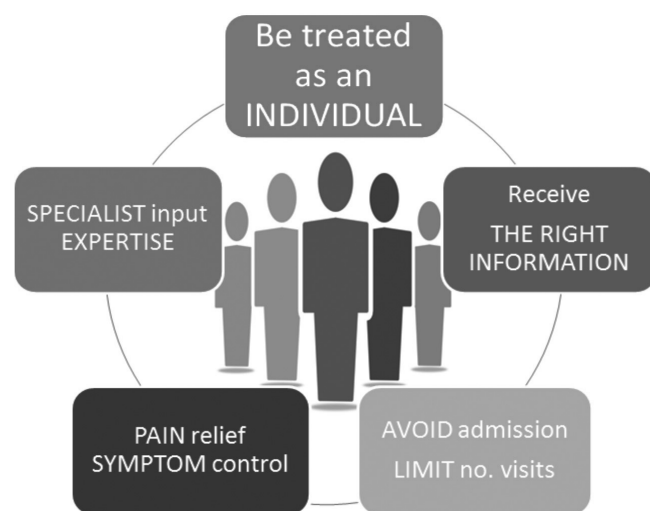 Be treated
as an
INDIVIDUAL
SPECIALIST input
EXPERTISE
Receive
THE RIGHT
INFORMATION
PAIN relief
SYMPTOM control
AVOID admission
LIMIT no. visits